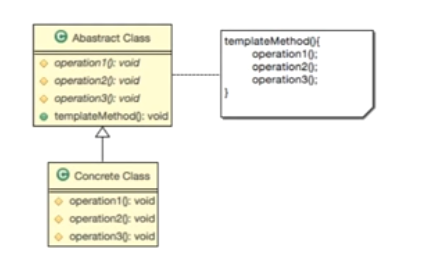 C Abastract Class
operation1(): void
operation2(): void
operation3(): void
templateMethod(): void
templateMethod(){
operation1();
operation2();
operation3();
}
C Concrete Class
operation1(): void
operation2(): void
operation3(): void